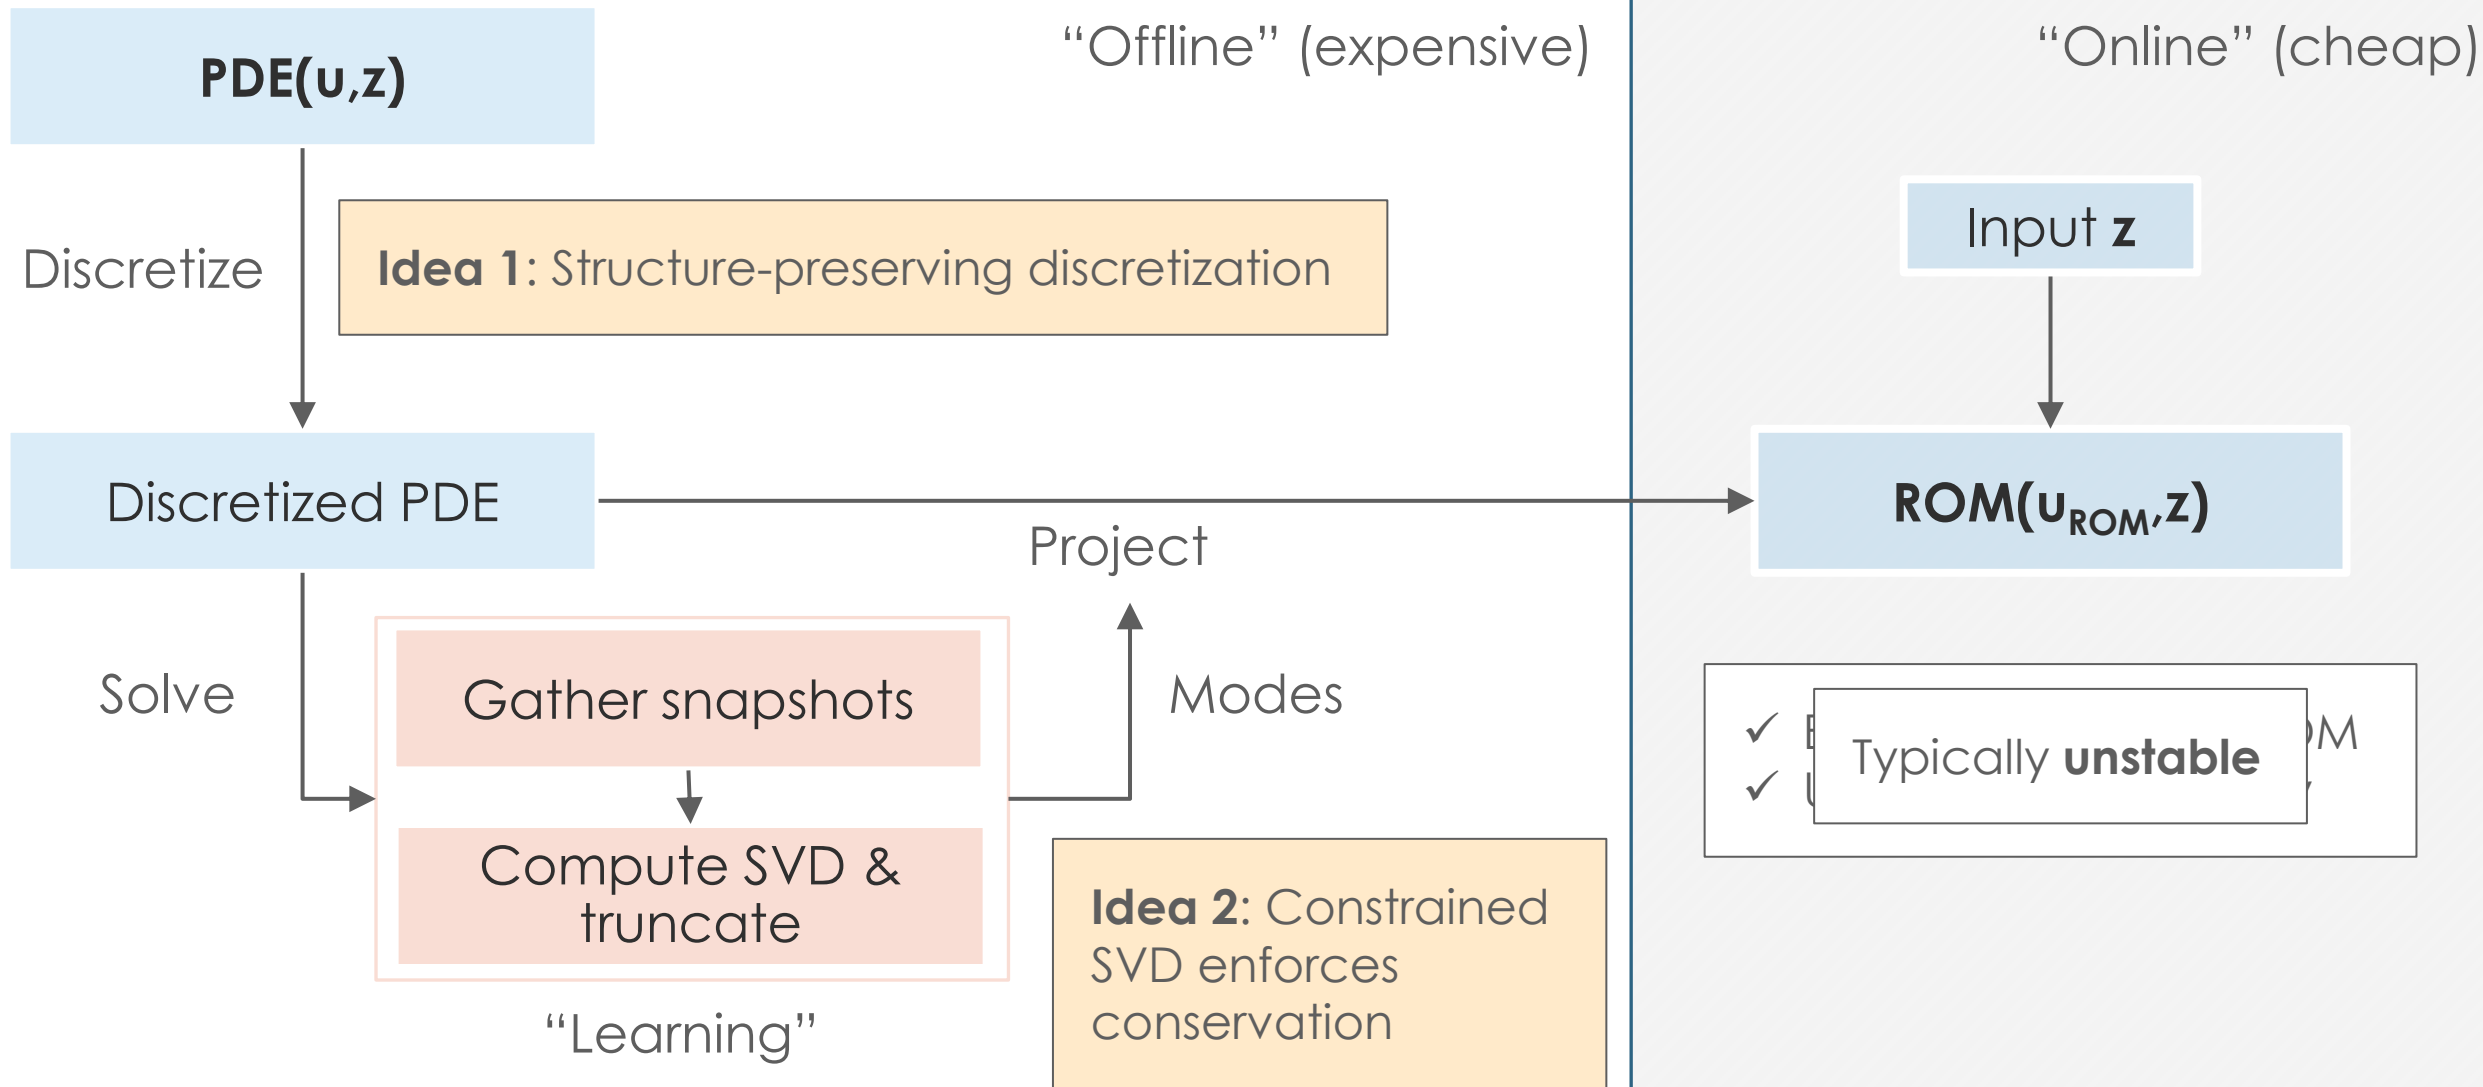 “Offline” (expensive)
“Online” (cheap)
PDE(u,z)
Discretize
Idea 1: Structure-preserving discretization
Input z
Discretized PDE
Project
ROM(uROM,z)
Solve
Gather snapshots
Modes
Compute SVD &
truncate
“Learning”
Idea 2: Constrained
SVD enforces
conservation
Typically unstable